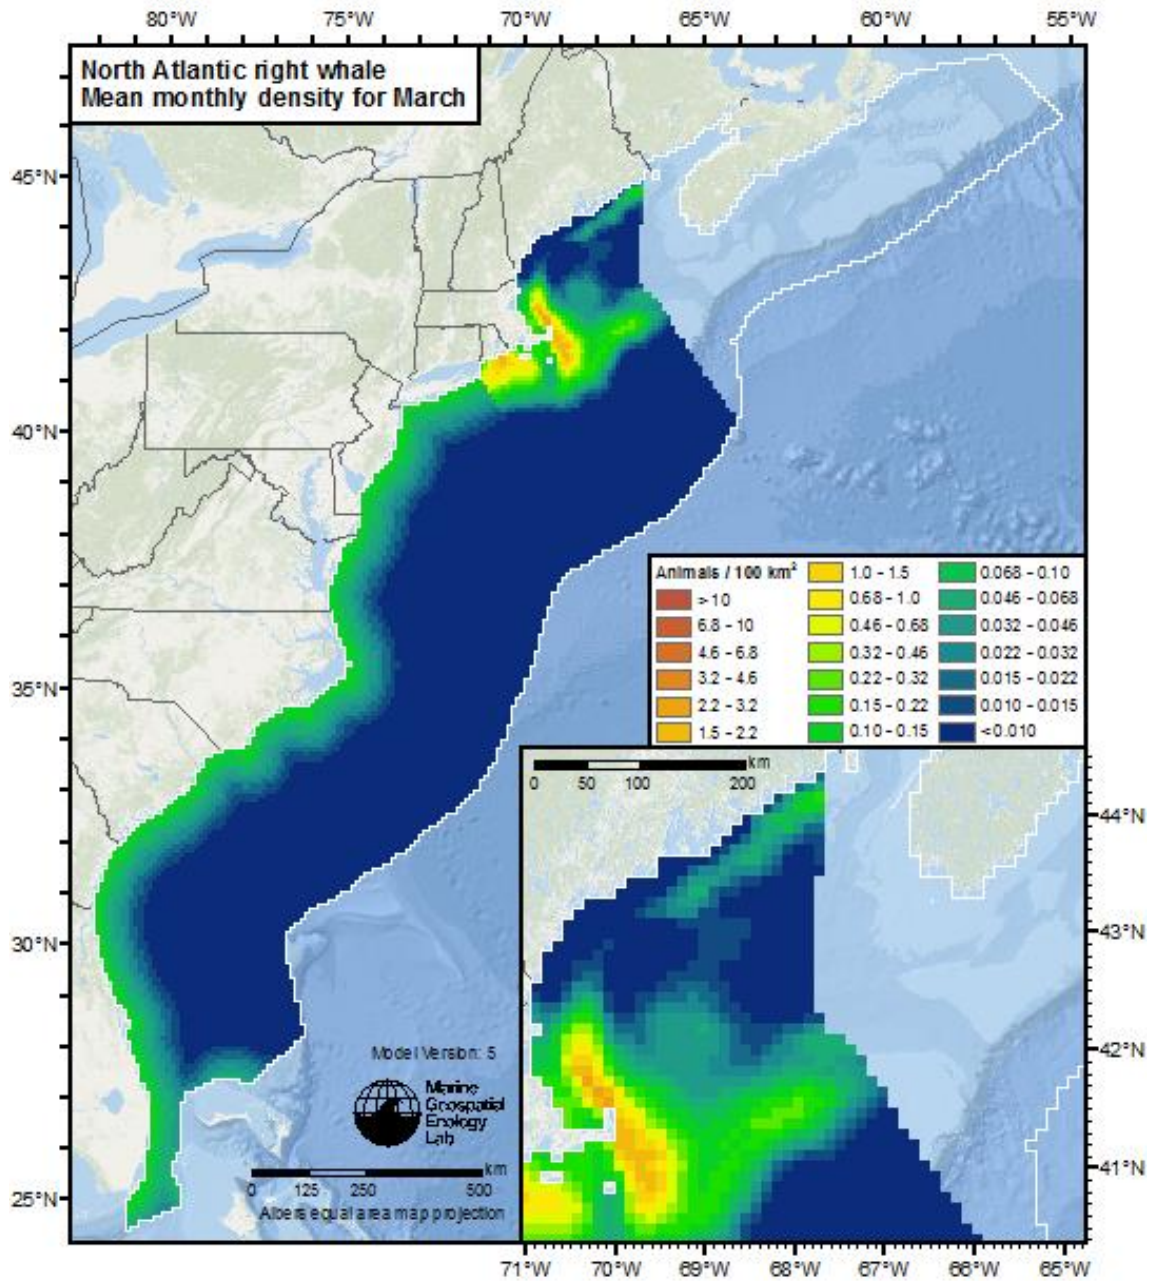 80°W 75°W 70°W 65°W 60°W 55°W
North Atlantic right whale
Mean monthly density for March
45°N
40°N
35°N
30°N
25°N
Animals / 100 km²
> 10
6.8 - 10
4.6 - 6.8
3.2 - 4.6
2.2 - 3.2
1.5 - 2.2
1.0 - 1.5
0.68 - 1.0
0.46 - 0.68
0.32 - 0.46
0.22 - 0.32
0.15 - 0.22
0.10 - 0.15
0.068 - 0.10
0.046 - 0.068
0.032 - 0.046
0.022 - 0.032
0.015 - 0.022
0.010 - 0.015
<0.010
km
0 50 100 200
44°N
43°N
42°N
41°N
Model Version: 5
Marine
Geospatial
Ecology
Lab
km
0 125 250 500
Albers equal area map projection
71°W 70°W 69°W 68°W 67°W 66°W 65°W